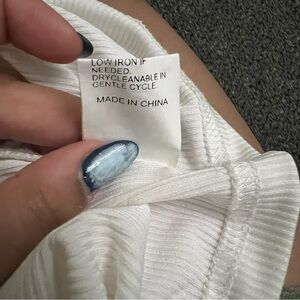 LOW IRON IF
NEEDED.
DRYCLEANABLE IN
GENTLE CYCLE.
MADE IN CHINA